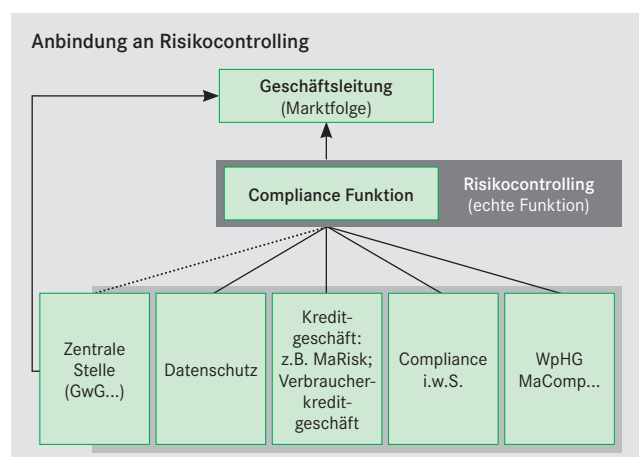 Anbindung an Risikocontrolling
Geschäftsleitung
(Marktfolge)
Compliance Funktion
Risikocontrolling
(echte Funktion)
Zentrale
Stelle
(GwG...)
Datenschutz
Kredit-
geschäft:
z.B. MaRisk;
Verbraucher-
kredit-
geschäft
Compliance
i.w.S.
WpHG
MaComp...